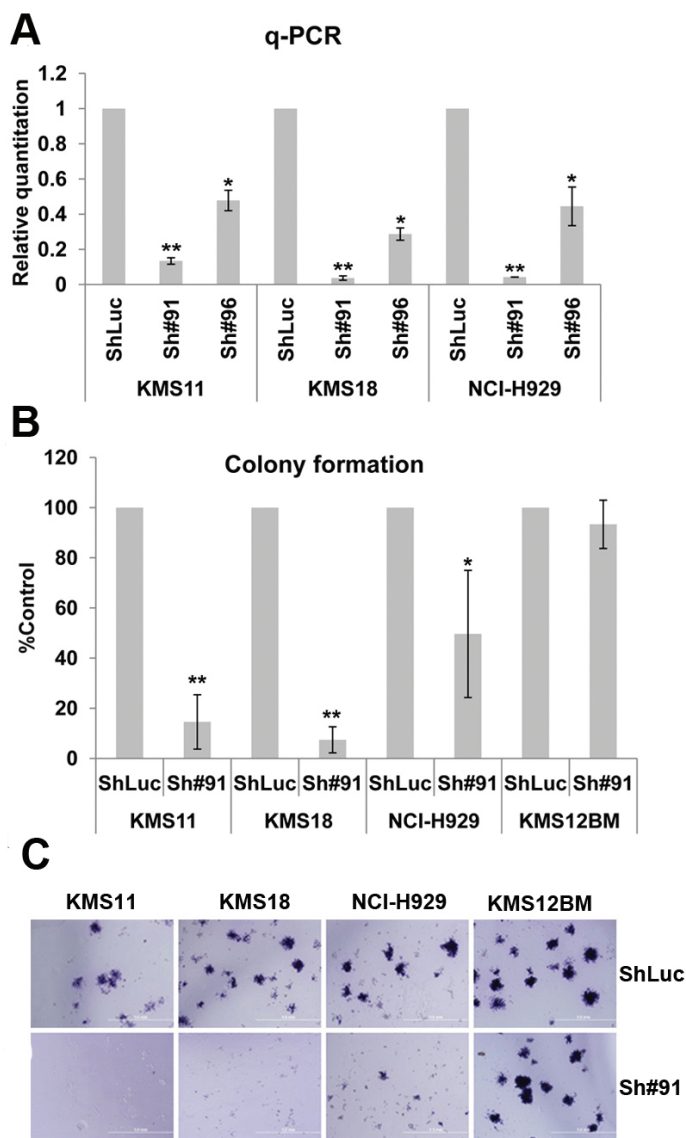 A
q-PCR
Relative quantitation
1.2
1
0.8
0.6
0.4
0.2
0
** * ** * ** *
ShLuc Sh#91 Sh#96 ShLuc Sh#91 Sh#96 ShLuc Sh#91 Sh#96
KMS11 KMS18 NCI-H929
B
Colony formation
%Control
120
100
80
60
40
20
0
** ** *
ShLuc Sh#91 ShLuc Sh#91 ShLuc Sh#91 ShLuc Sh#91
KMS11 KMS18 NCI-H929 KMS12BM
C
KMS11 KMS18 NCI-H929 KMS12BM
ShLuc
Sh#91